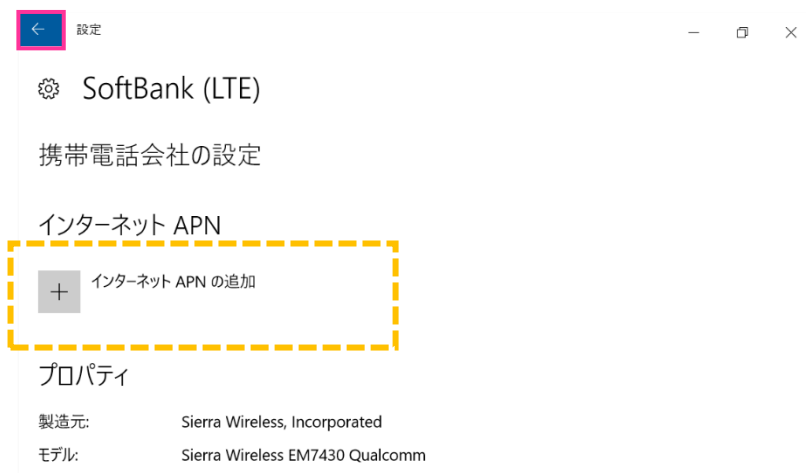 設定
SoftBank (LTE)
携帯電話会社の設定
インターネット APN
インターネット APN の追加
プロパティ
製造元: Sierra Wireless, Incorporated
モデル: Sierra Wireless EM7430 Qualcomm